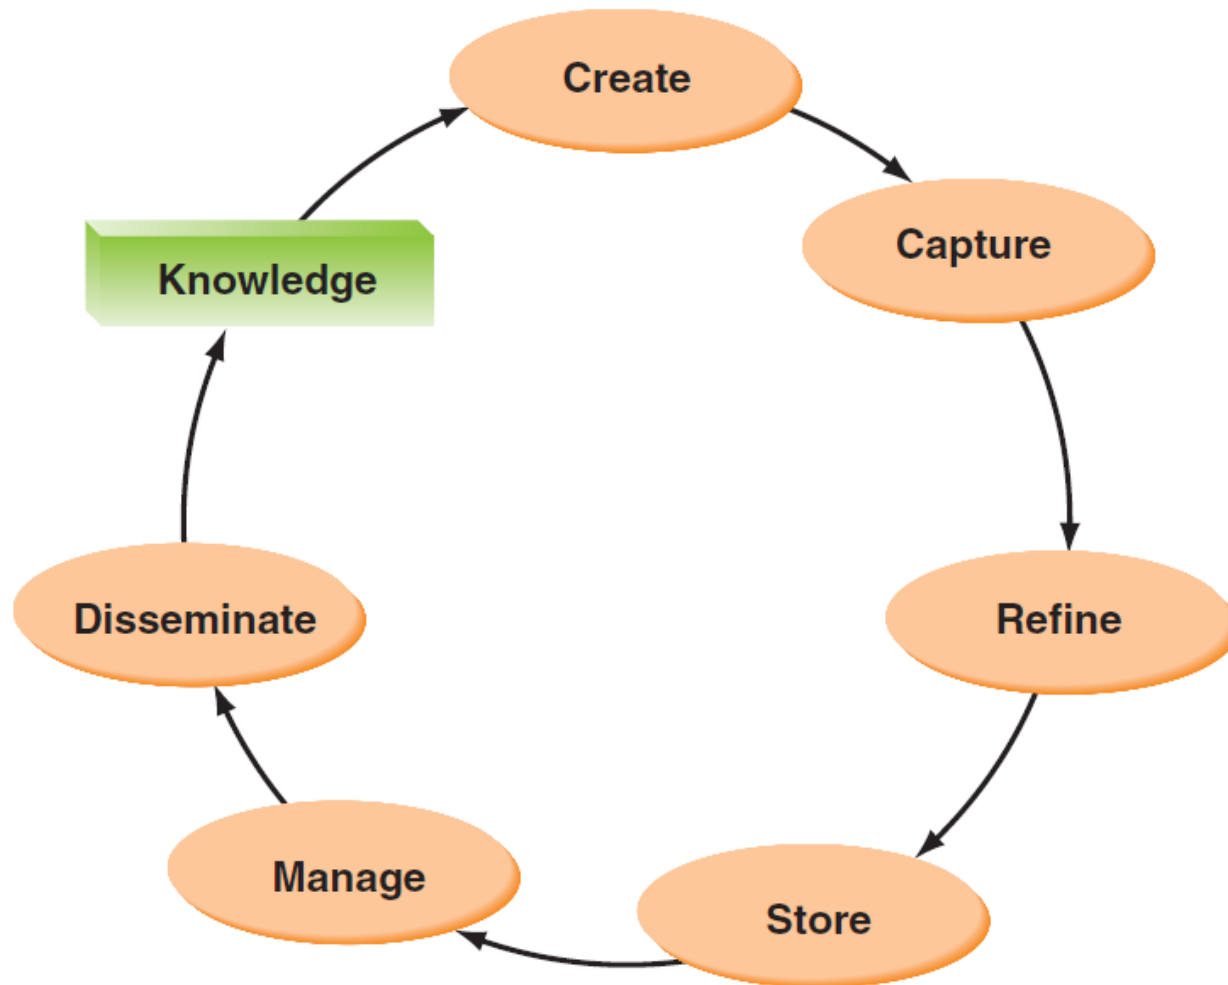 Create
Capture
Knowledge
Disseminate
Refine
Manage
Store